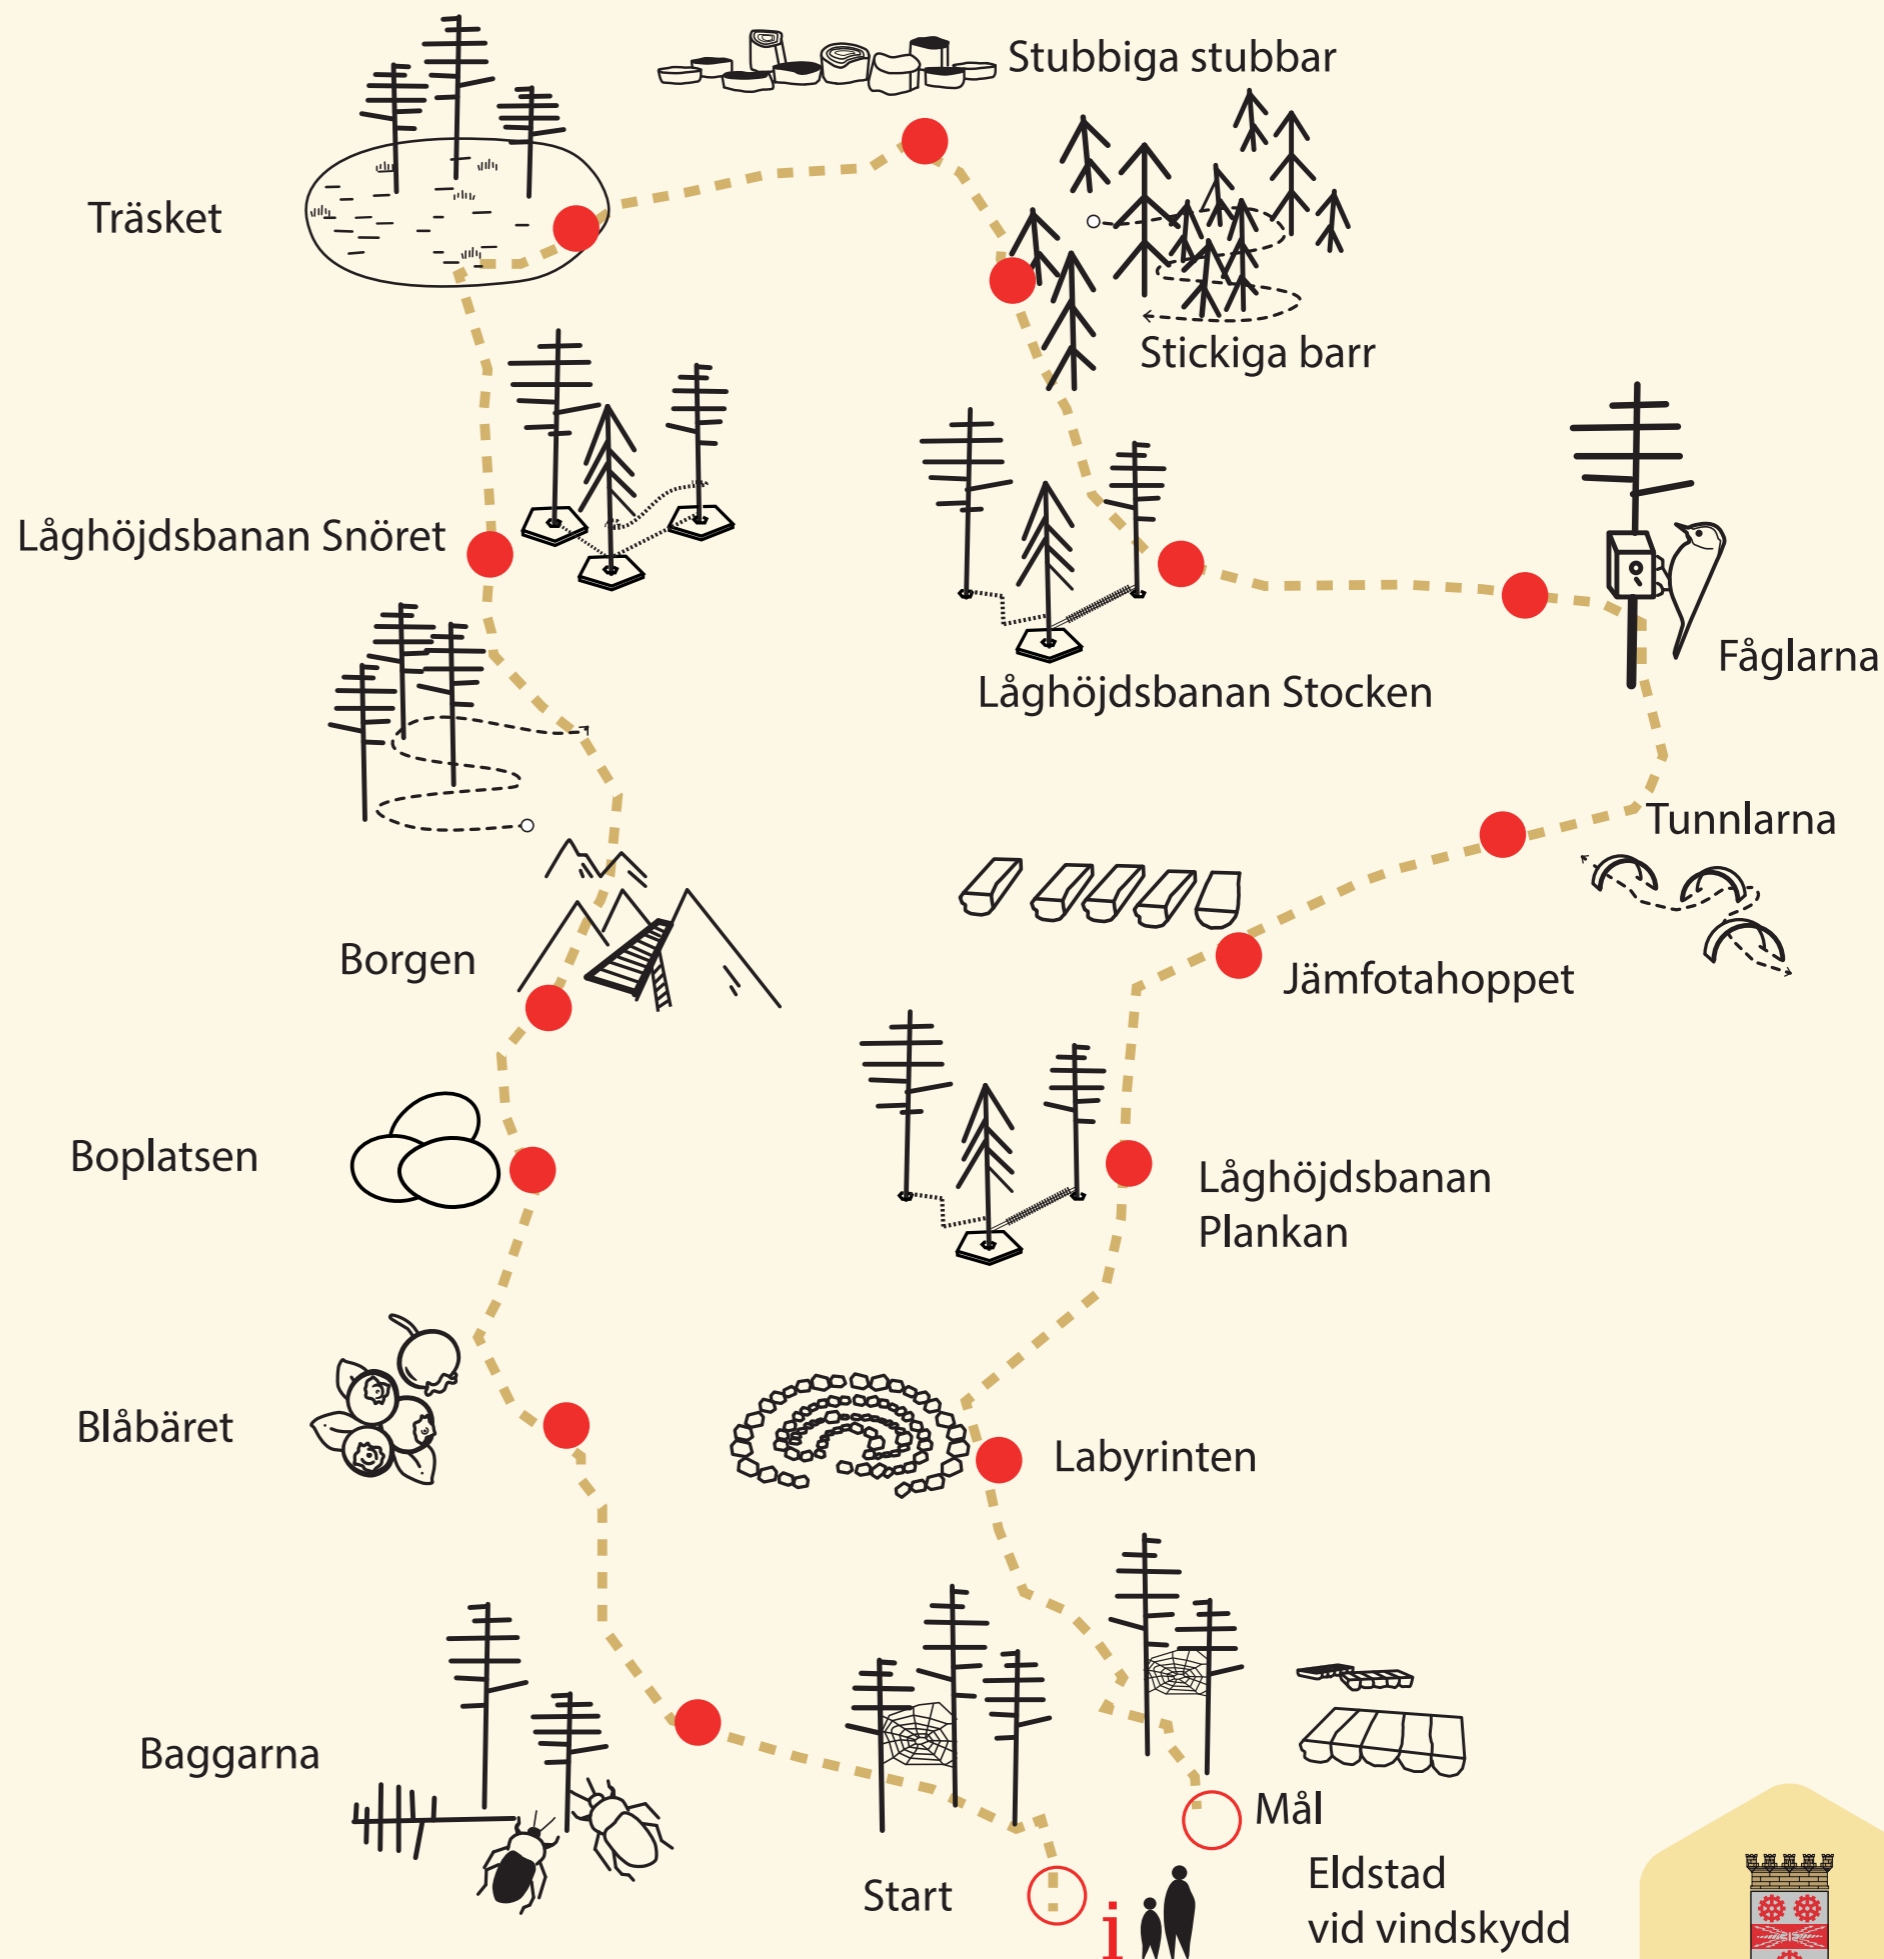 Stubbiga stubbar
Träsket
Stickiga barr
Låghöjdsbanan Snöret
Fåglarna
Låghöjdsbanan Stocken
Tunnlarna
Borgen
Jämfotahoppet
Boplatsen
Låghöjdsbanan
Plankan
Blåbäret
Labyrinten
Baggarna
Mål
Eldstad
vid vindskydd
Start
i